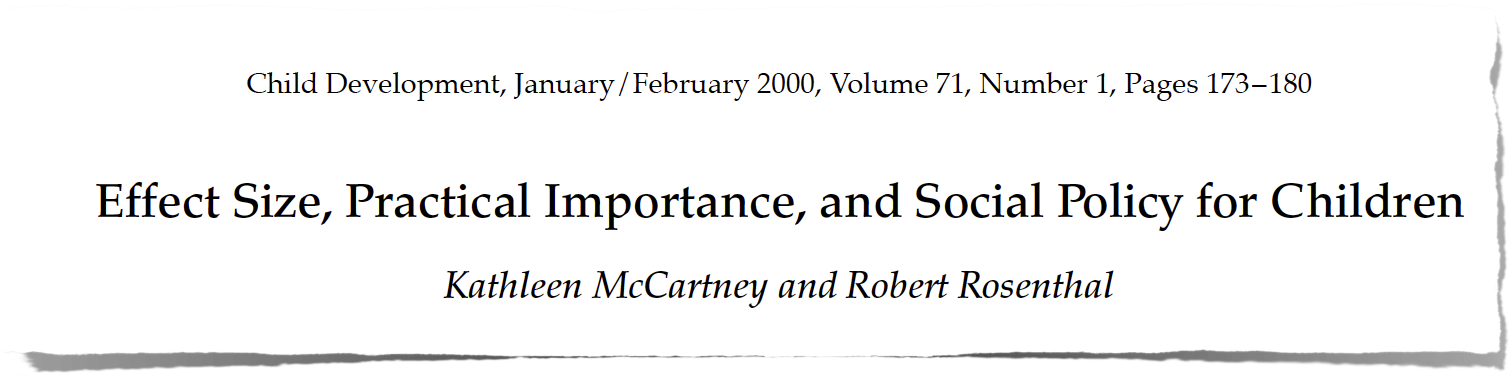 Child Development, January/February 2000, Volume 71, Number 1, Pages 173–180
Effect Size, Practical Importance, and Social Policy for Children
Kathleen McCartney and Robert Rosenthal